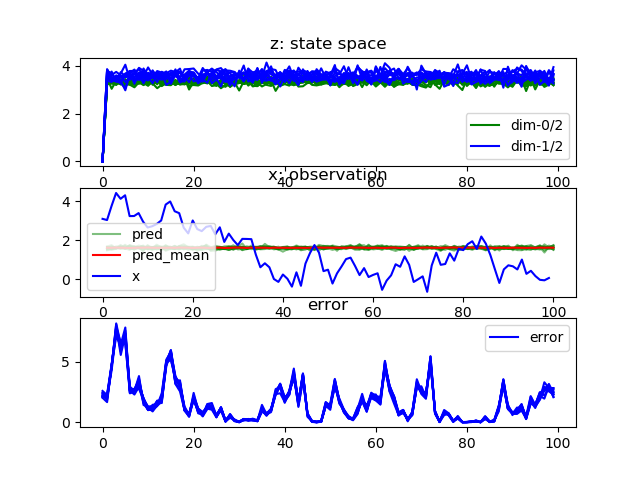 z: state space
4
2
0
0 20 40 60 80 100
dim-0/2
dim-1/2
x: observation
4
2
0
0 20 40 60 80 100
pred
pred_mean
x
error
5
0
0 20 40 60 80 100
error